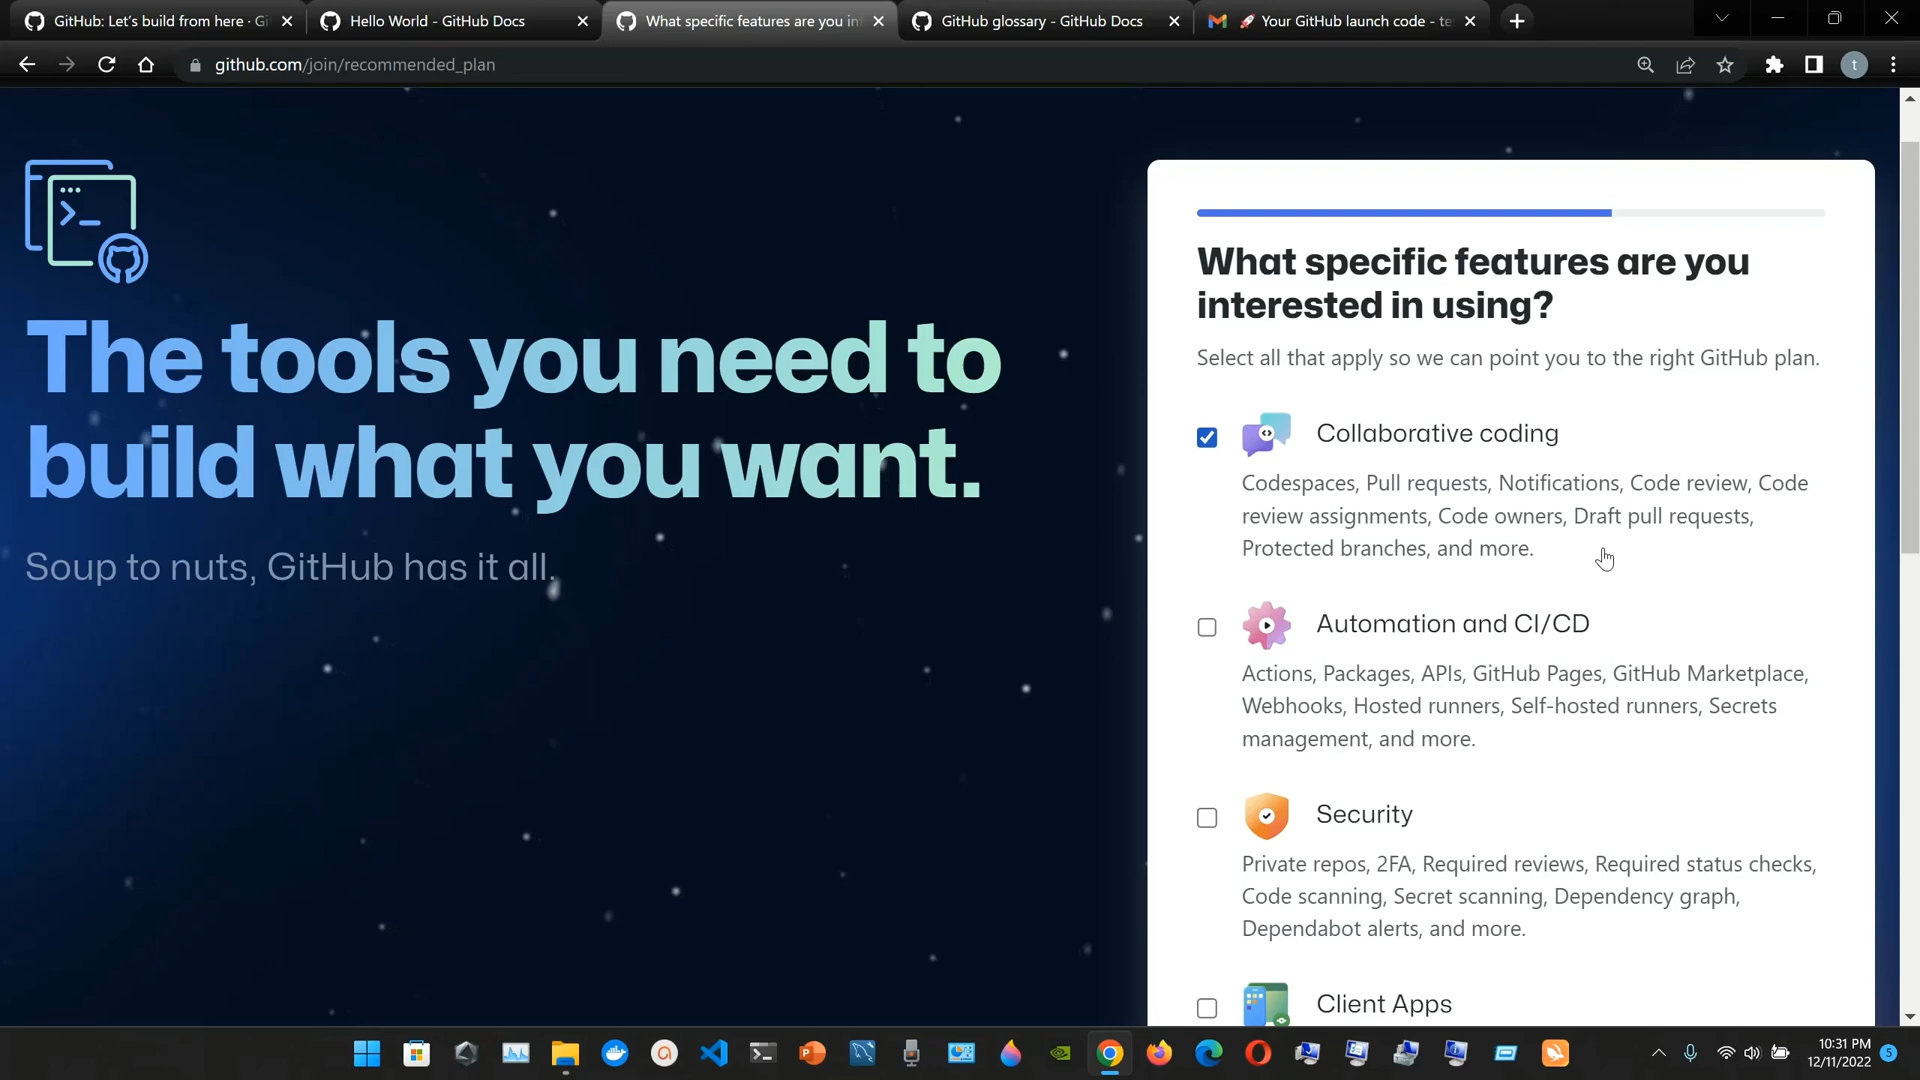 GitHub: Let's build from here · Gi
Hello World - GitHub Docs
What specific features are you in
GitHub glossary - GitHub Docs
🚀 Your GitHub launch code - te
github.com/join/recommended_plan
t
The tools you need to
build what you want.
Soup to nuts, GitHub has it all.
What specific features are you
interested in using?
Select all that apply so we can point you to the right GitHub plan.
Collaborative coding
Codespaces, Pull requests, Notifications, Code review, Code
review assignments, Code owners, Draft pull requests,
Protected branches, and more.
Automation and CI/CD
Actions, Packages, APIs, GitHub Pages, GitHub Marketplace,
Webhooks, Hosted runners, Self-hosted runners, Secrets
management, and more.
Security
Private repos, 2FA, Required reviews, Required status checks,
Code scanning, Secret scanning, Dependency graph,
Dependabot alerts, and more.
Client Apps
10:31 PM
12/11/2022
5